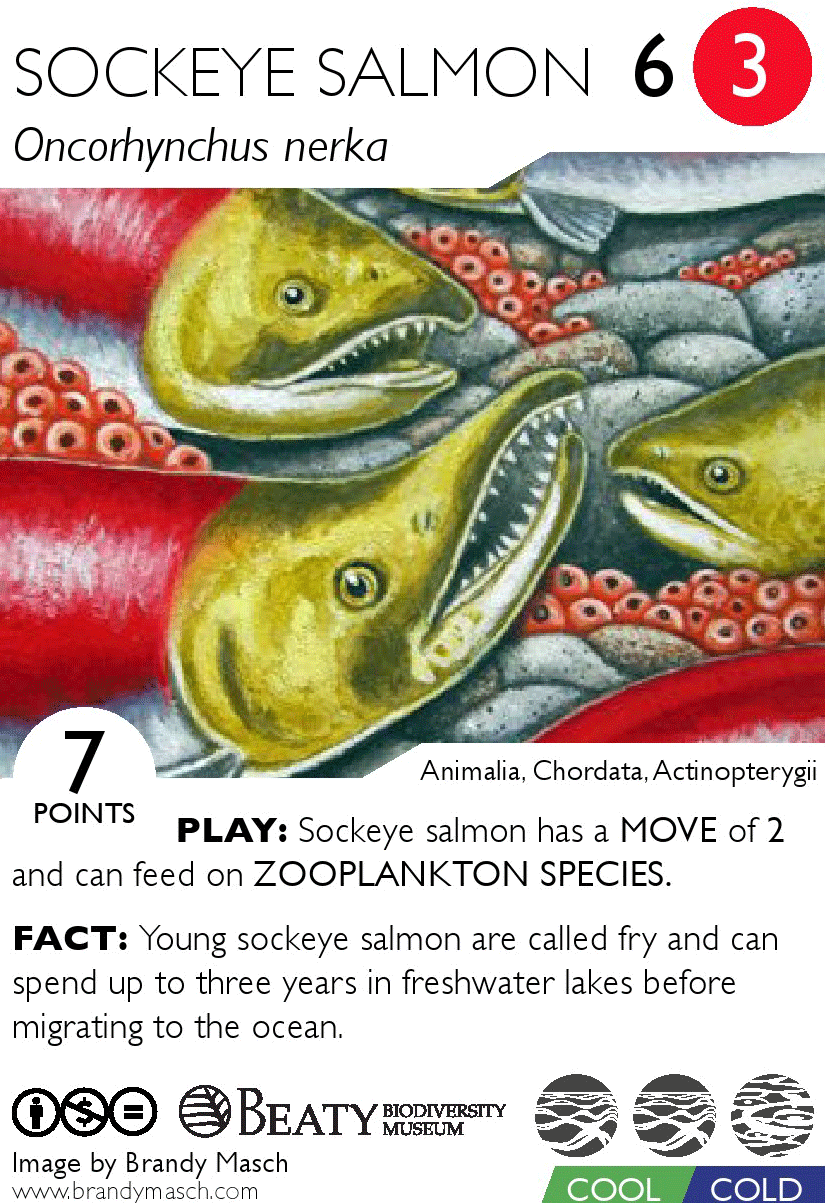 SOCKEYE SALMON 6 3
Oncorhynchus nerka
Animalia, Chordata, Actinopterygii
7
POINTS
PLAY: Sockeye salmon has a MOVE of 2
and can feed on ZOOPLANKTON SPECIES.
FACT: Young sockeye salmon are called fry and can
spend up to three years in freshwater lakes before
migrating to the ocean.
BEATY BIODIVERSITY
MUSEUM
Image by Brandy Masch
www.brandymasch.com
COOL COLD